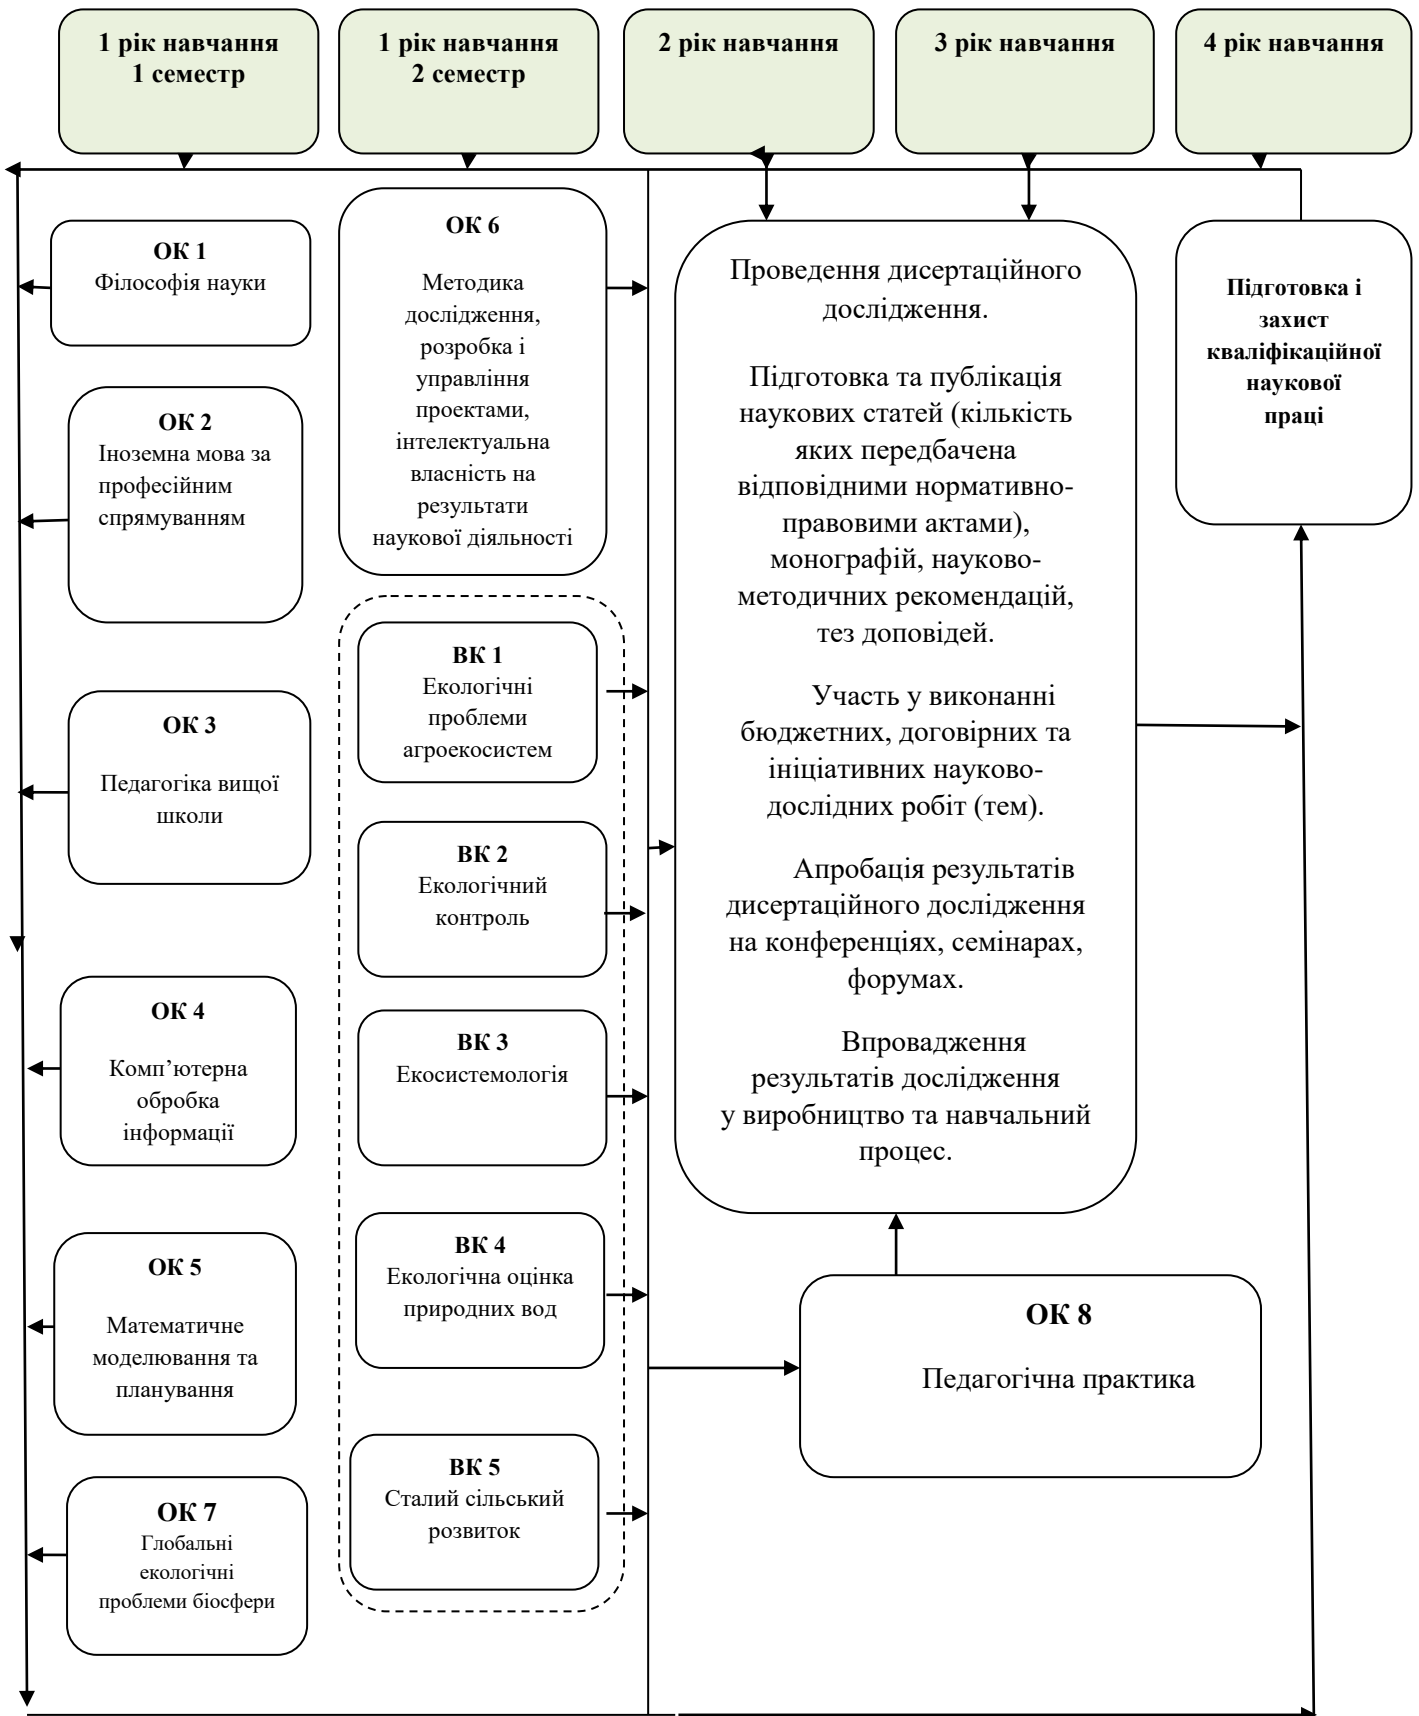 1 рік навчання
1 семестр
1 рік навчання
2 семестр
2 рік навчання
3 рік навчання
4 рік навчання
ОК 1
Філософія науки
ОК 2
Іноземна мова за
професійним
спрямуванням
ОК 3
Педагогіка вищої
школи
ОК 4
Комп’ютерна
обробка
інформації
ОК 5
Математичне
моделювання та
планування
ОК 7
Глобальні
екологічні
проблеми біосфери
ОК 6
Методика
дослідження,
розробка і
управління
проектами,
інтелектуальна
власність на
результати
наукової діяльності
ВК 1
Екологічні
проблеми
агроекосистем
ВК 2
Екологічний
контроль
ВК 3
Екосистемологія
ВК 4
Екологічна оцінка
природних вод
ВК 5
Сталий сільський
розвиток
Проведення дисертаційного
дослідження.
Підготовка та публікація
наукових статей (кількість
яких передбачена
відповідними нормативно-
правовими актами),
монографій, науково-
методичних рекомендацій,
тез доповідей.
Участь у виконанні
бюджетних, договірних та
ініціативних науково-
дослідних робіт (тем).
Апробація результатів
дисертаційного дослідження
на конференціях, семінарах,
форумах.
Впровадження
результатів дослідження
у виробництво та навчальний
процес.
ОК 8
Педагогічна практика
Підготовка і
захист
кваліфікаційної
наукової
праці